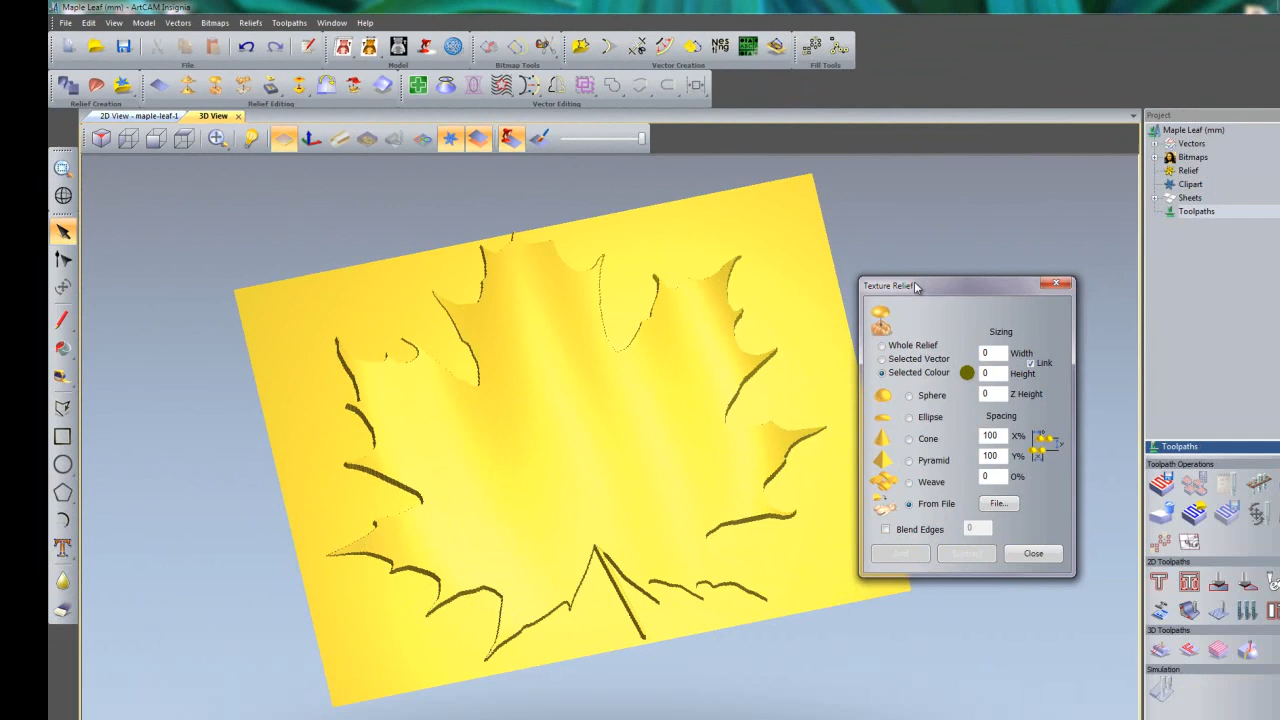 Maple Leaf (mm) - ArtCAM Insignia
File Edit View Model Vectors Bitmaps Reliefs Toolpaths Window Help
Nes
ting
File Model Bitmap Tools Vector Creation Fill Tools
Relief Creation Relief Editing Vector Editing
2D View - maple-leaf-1 3D View
Project
Maple Leaf (mm)
Vectors
Bitmaps
Relief
Clipart
Sheets
Toolpaths
Texture Relief
Sizing
Whole Relief
0 Width
Selected Vector
Link
Selected Colour
0 Height
Sphere
0 Z Height
Ellipse
Spacing
Cone
100 X%
Pyramid
100 Y%
Weave
0 O%
From File
File...
Blend Edges
0
Add Subtract Close
Toolpaths
Toolpath Operations
2D Toolpaths
3D Toolpaths
Simulation